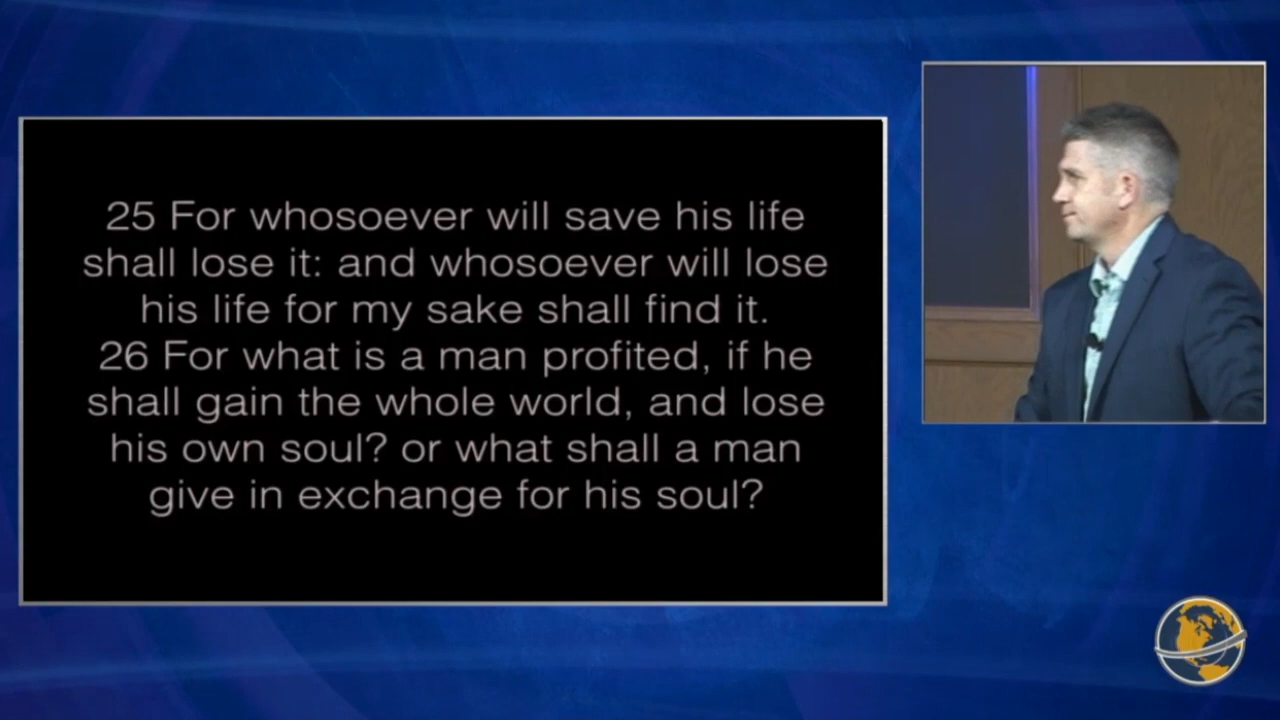 25 For whosoever will save his life
shall lose it: and whosoever will lose
his life for my sake shall find it.
26 For what is a man profited, if he
shall gain the whole world, and lose
his own soul? or what shall a man
give in exchange for his soul?